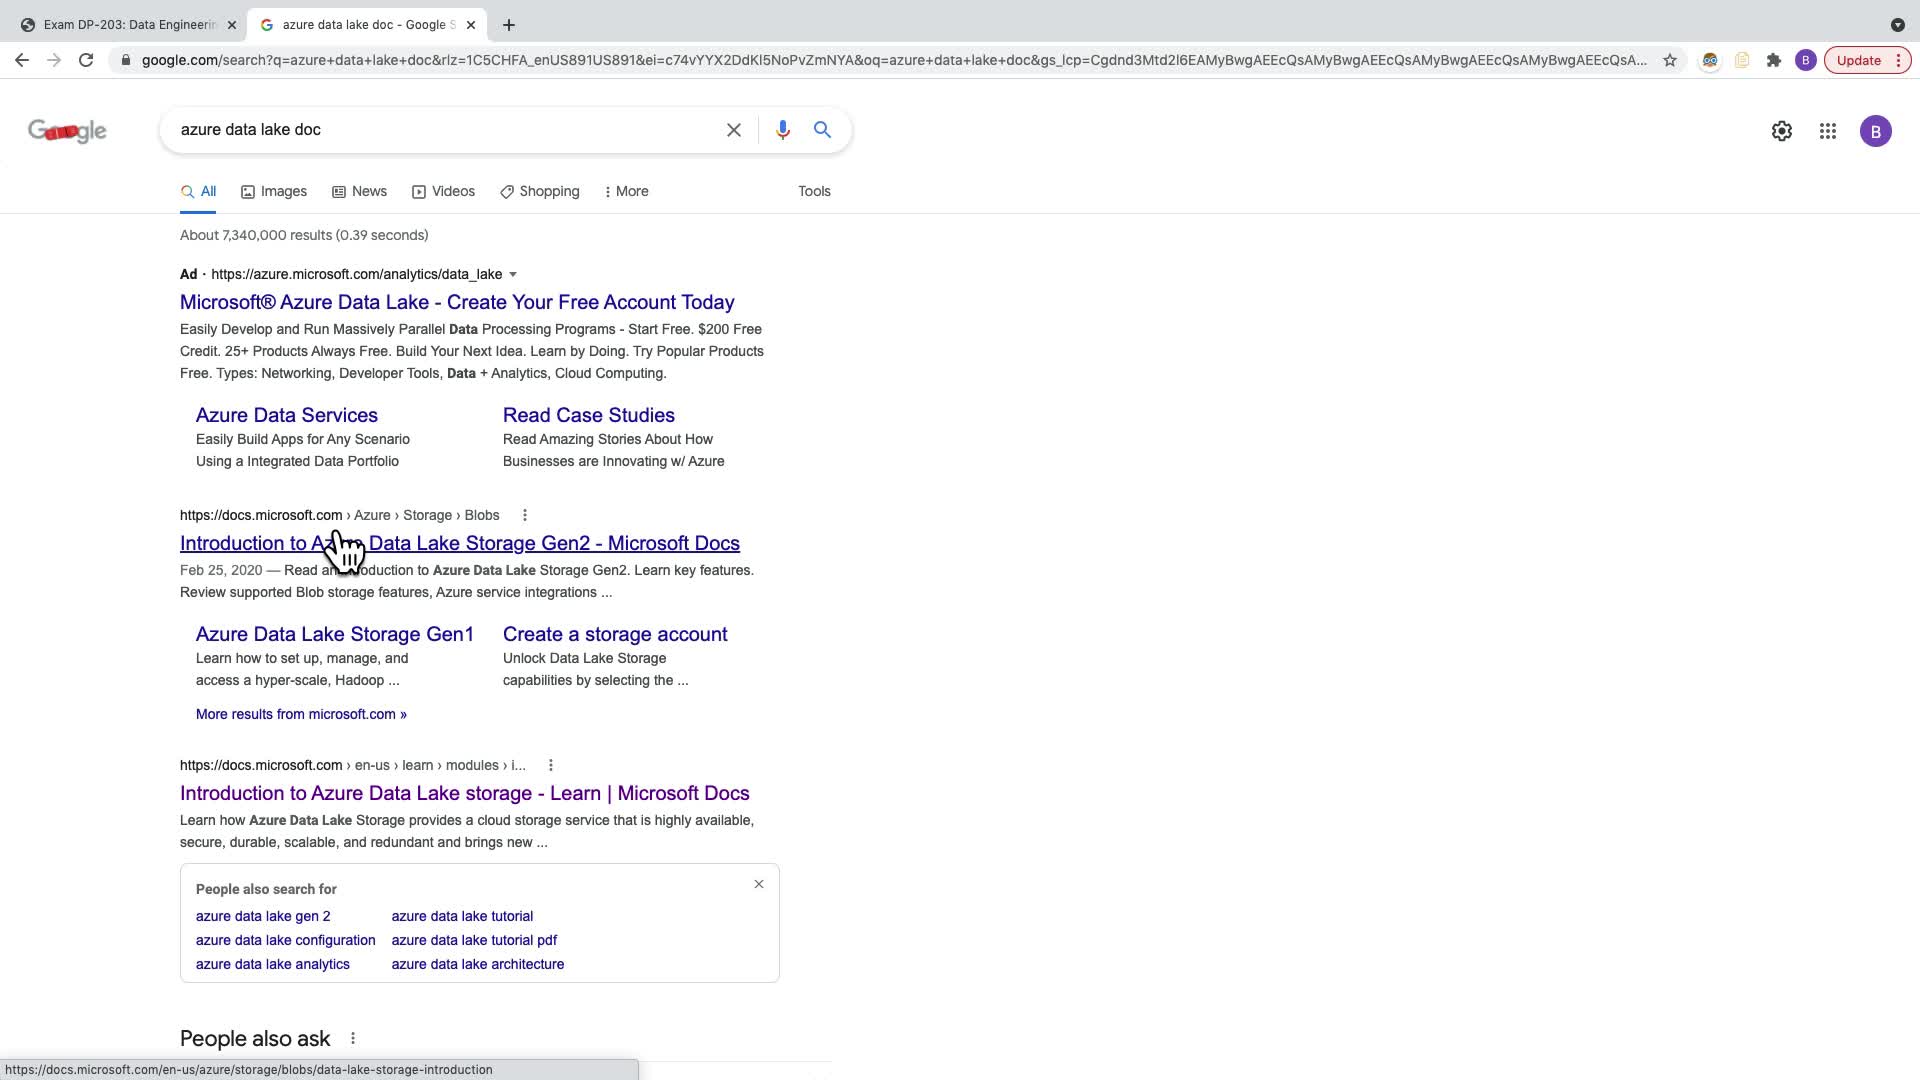 Exam DP-203: Data Engineerin
azure data lake doc - Google S
google.com/search?q=azure+data+lake+doc&rlz=1C5CHFA_enUS891US891&ei=c74vYYX2DdKl5NoPvZmNYA&oq=azure+data+lake+doc&gs_lcp=Cgdnd3Mtd2l6EAMyBwgAEEcQsAMyBwgAEEcQsAMyBwgAEEcQsAMyBwgAEEcQsA...
B
Update
Google
azure data lake doc
B
All
Images
News
Videos
Shopping
More
Tools
About 7,340,000 results (0.39 seconds)
Ad · https://azure.microsoft.com/analytics/data_lake
Microsoft® Azure Data Lake - Create Your Free Account Today
Easily Develop and Run Massively Parallel Data Processing Programs - Start Free. $200 Free
Credit. 25+ Products Always Free. Build Your Next Idea. Learn by Doing. Try Popular Products
Free. Types: Networking, Developer Tools, Data + Analytics, Cloud Computing.
Azure Data Services
Easily Build Apps for Any Scenario
Using a Integrated Data Portfolio
Read Case Studies
Read Amazing Stories About How
Businesses are Innovating w/ Azure
https://docs.microsoft.com › Azure › Storage › Blobs
Introduction to Azure Data Lake Storage Gen2 - Microsoft Docs
Feb 25, 2020 — Read an introduction to Azure Data Lake Storage Gen2. Learn key features.
Review supported Blob storage features, Azure service integrations ...
Azure Data Lake Storage Gen1
Learn how to set up, manage, and
access a hyper-scale, Hadoop ...
Create a storage account
Unlock Data Lake Storage
capabilities by selecting the ...
More results from microsoft.com »
https://docs.microsoft.com › en-us › learn › modules › i...
Introduction to Azure Data Lake storage - Learn | Microsoft Docs
Learn how Azure Data Lake Storage provides a cloud storage service that is highly available,
secure, durable, scalable, and redundant and brings new ...
People also search for
azure data lake gen 2
azure data lake tutorial
azure data lake configuration
azure data lake tutorial pdf
azure data lake analytics
azure data lake architecture
People also ask
https://docs.microsoft.com/en-us/azure/storage/blobs/data-lake-storage-introduction